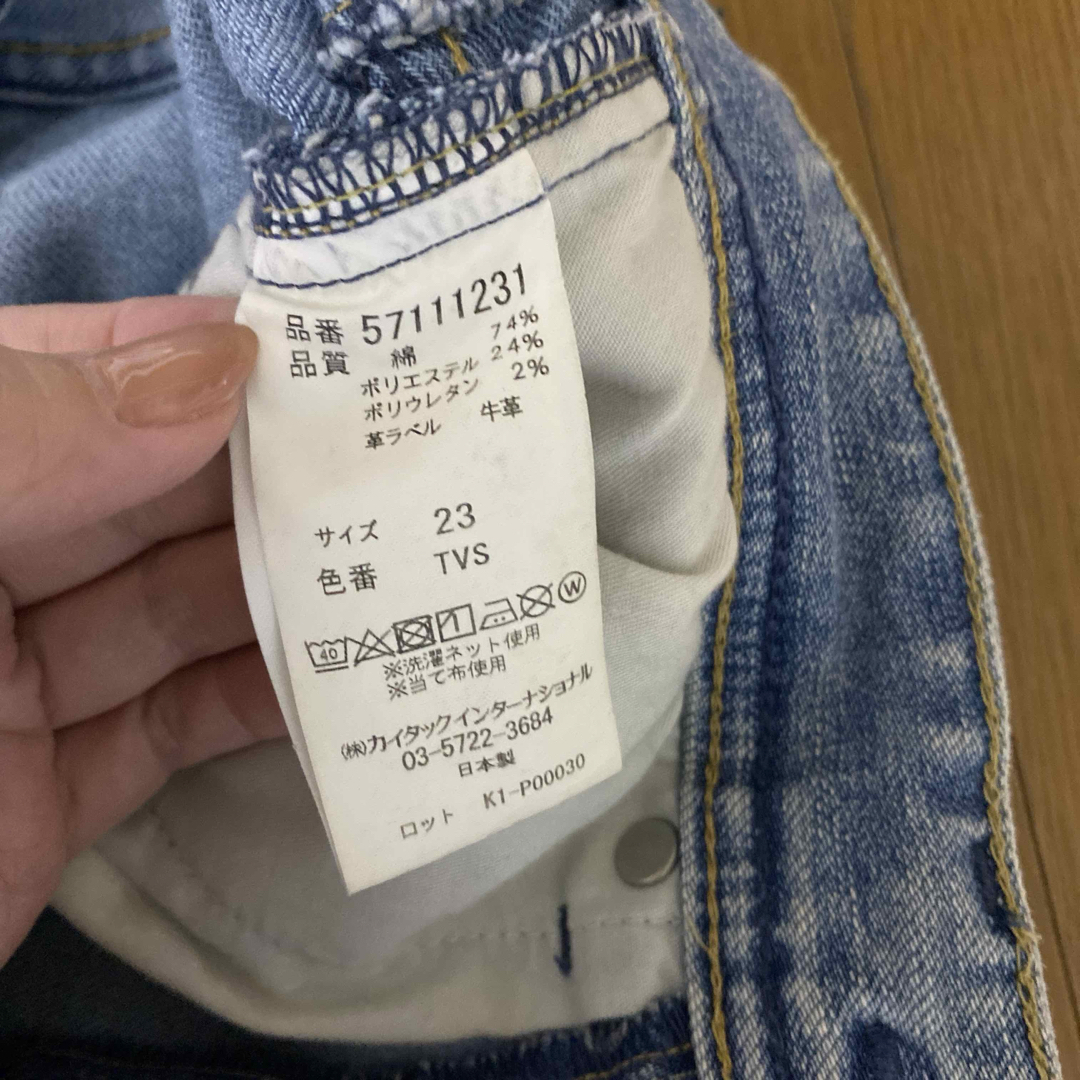 品番 57111231
品質 綿 74%
ポリエステル 24%
ポリウレタン 2%
革ラベル 牛革
サイズ 23
色番 TVS
40 W
※洗濯ネット使用
※当て布使用
㈱カイタックインターナショナル
03-5722-3684
日本製
ロット K1-P00030